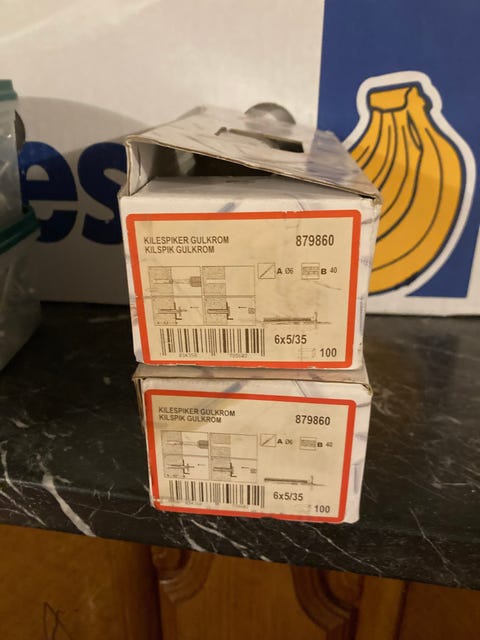 es
KILESPIKER GULKROM
KILSPIK GULKROM
879860
A Ø6
B 40
6x5/35
100
KILESPIKER GULKROM
KILSPIK GULKROM
879860
A Ø6
B 40
6x5/35
100